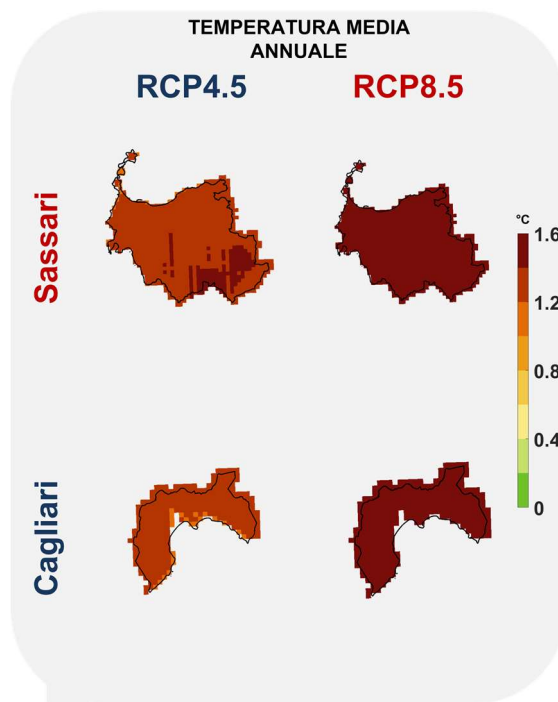 TEMPERATURA MEDIA
ANNUALE
RCP4.5 RCP8.5
Sassari
Cagliari
°C
1.6
1.2
0.8
0.4
0